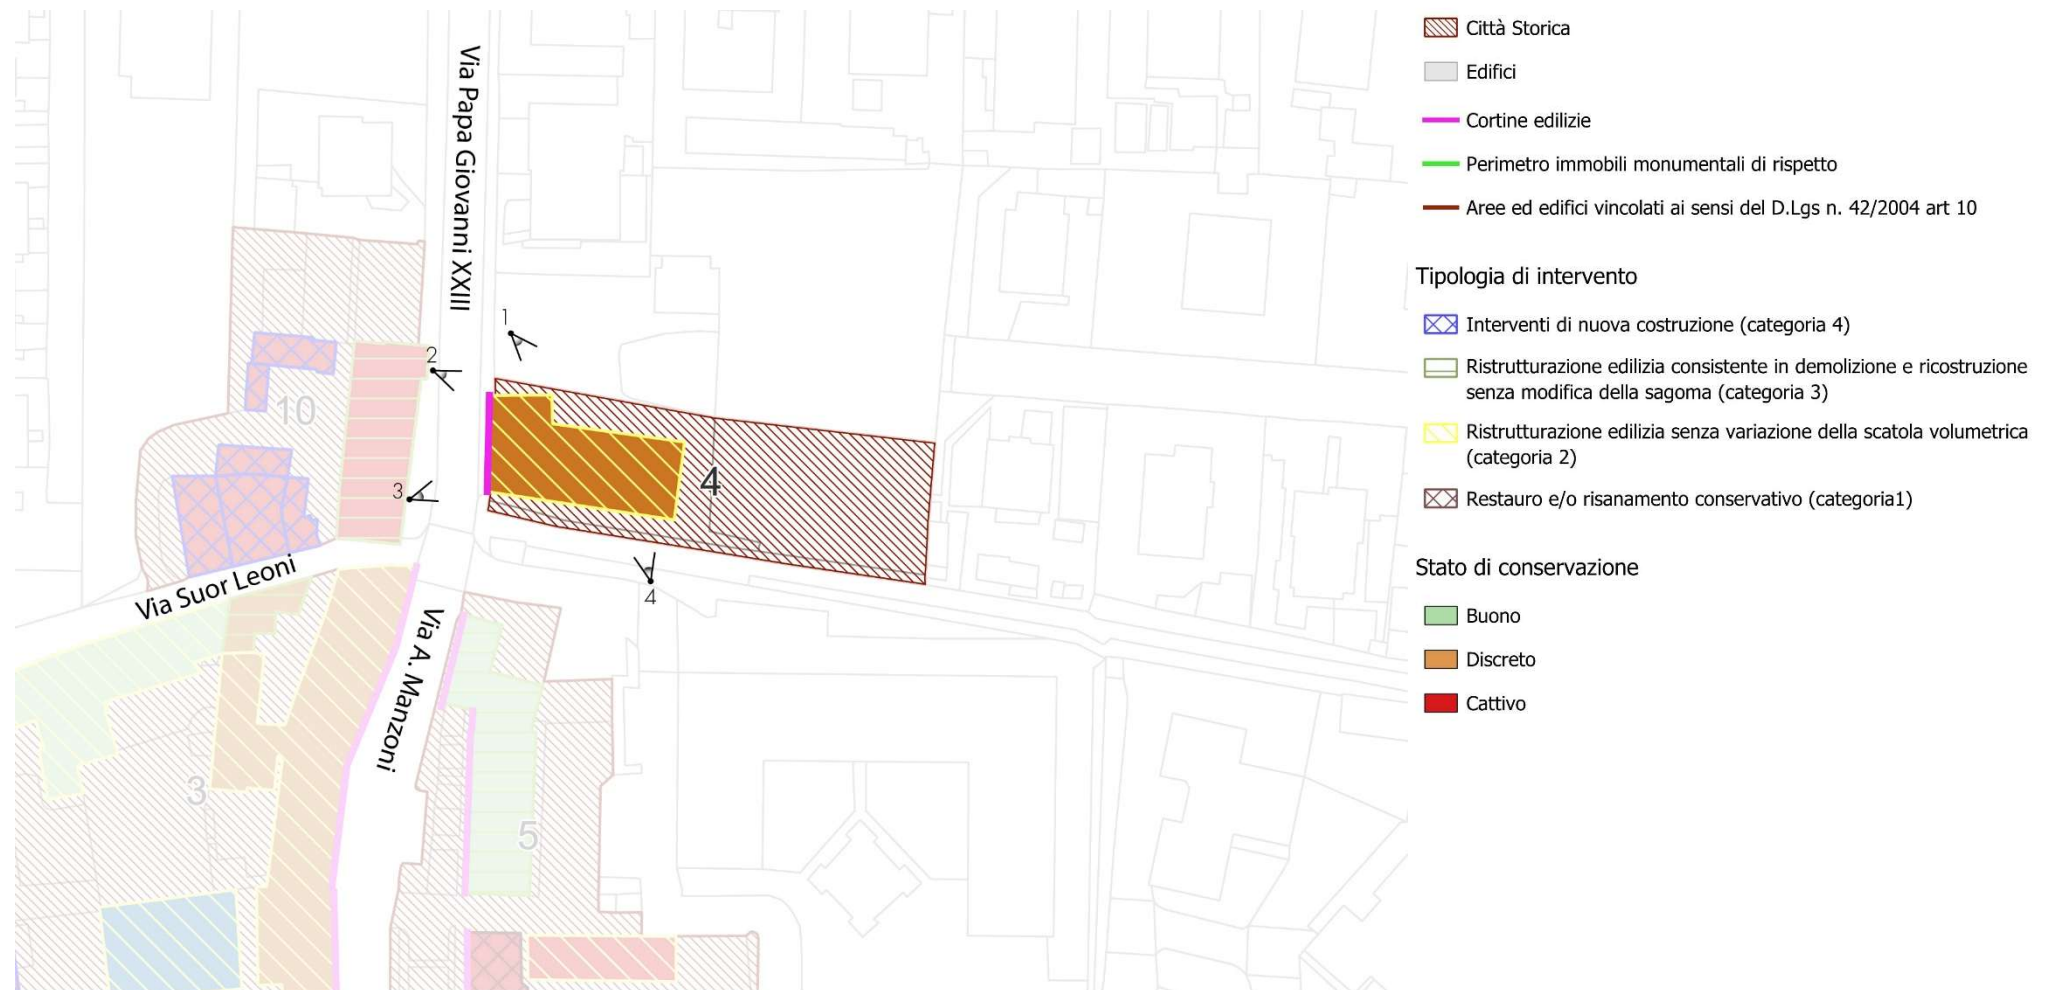 Via Papa Giovanni XXIII
1
2
10
3
4
4
Via Suor Leoni
Via A. Manzoni
3
5
Città Storica
Edifici
Cortine edilizie
Perimetro immobili monumentali di rispetto
Aree ed edifici vincolati ai sensi del D.Lgs n. 42/2004 art 10
Tipologia di intervento
Interventi di nuova costruzione (categoria 4)
Ristrutturazione edilizia consistente in demolizione e ricostruzione
senza modifica della sagoma (categoria 3)
Ristrutturazione edilizia senza variazione della scatola volumetrica
(categoria 2)
Restauro e/o risanamento conservativo (categoria1)
Stato di conservazione
Buono
Discreto
Cattivo